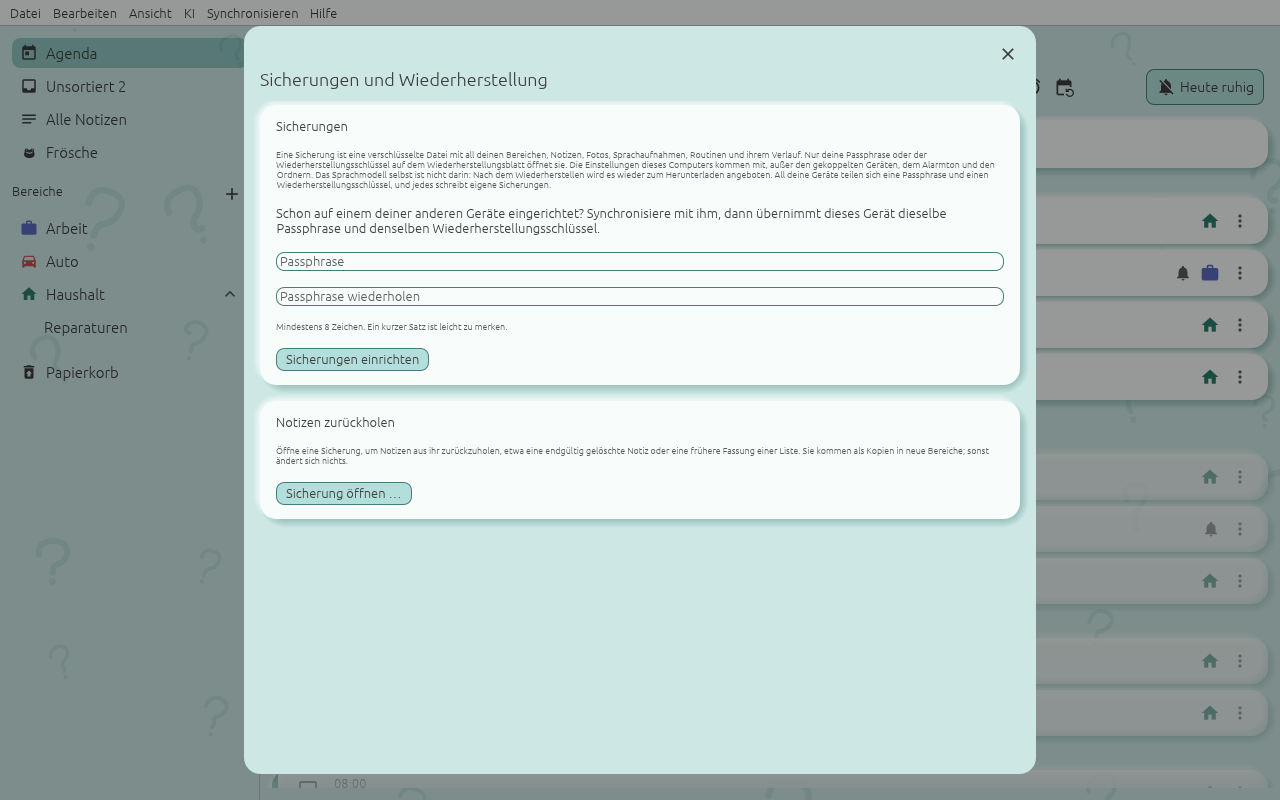 Datei Bearbeiten Ansicht KI Synchronisieren Hilfe
Agenda
Unsortiert 2
Alle Notizen
Frösche
Bereiche
Arbeit
Auto
Haushalt
Reparaturen
Papierkorb
Heute ruhig
Sicherungen und Wiederherstellung
Sicherungen
Eine Sicherung ist eine verschlüsselte Datei mit all deinen Bereichen, Notizen, Fotos, Sprachaufnahmen, Routinen und ihrem Verlauf. Nur deine Passphrase oder der
Wiederherstellungsschlüssel auf dem Wiederherstellungsblatt öffnet sie. Die Einstellungen dieses Computers kommen mit, außer den gekoppelten Geräten, dem Alarmton und den
Ordnern. Das Sprachmodell selbst ist nicht darin: Nach dem Wiederherstellen wird es wieder zum Herunterladen angeboten. All deine Geräte teilen sich eine Passphrase und einen
Wiederherstellungsschlüssel, und jedes schreibt eigene Sicherungen.
Schon auf einem deiner anderen Geräte eingerichtet? Synchronisiere mit ihm, dann übernimmt dieses Gerät dieselbe
Passphrase und denselben Wiederherstellungsschlüssel.
Passphrase
Passphrase wiederholen
Mindestens 8 Zeichen. Ein kurzer Satz ist leicht zu merken.
Sicherungen einrichten
Notizen zurückholen
Öffne eine Sicherung, um Notizen aus ihr zurückzuholen, etwa eine endgültig gelöschte Notiz oder eine frühere Fassung einer Liste. Sie kommen als Kopien in neue Bereiche; sonst
ändert sich nichts.
Sicherung öffnen …
08:00